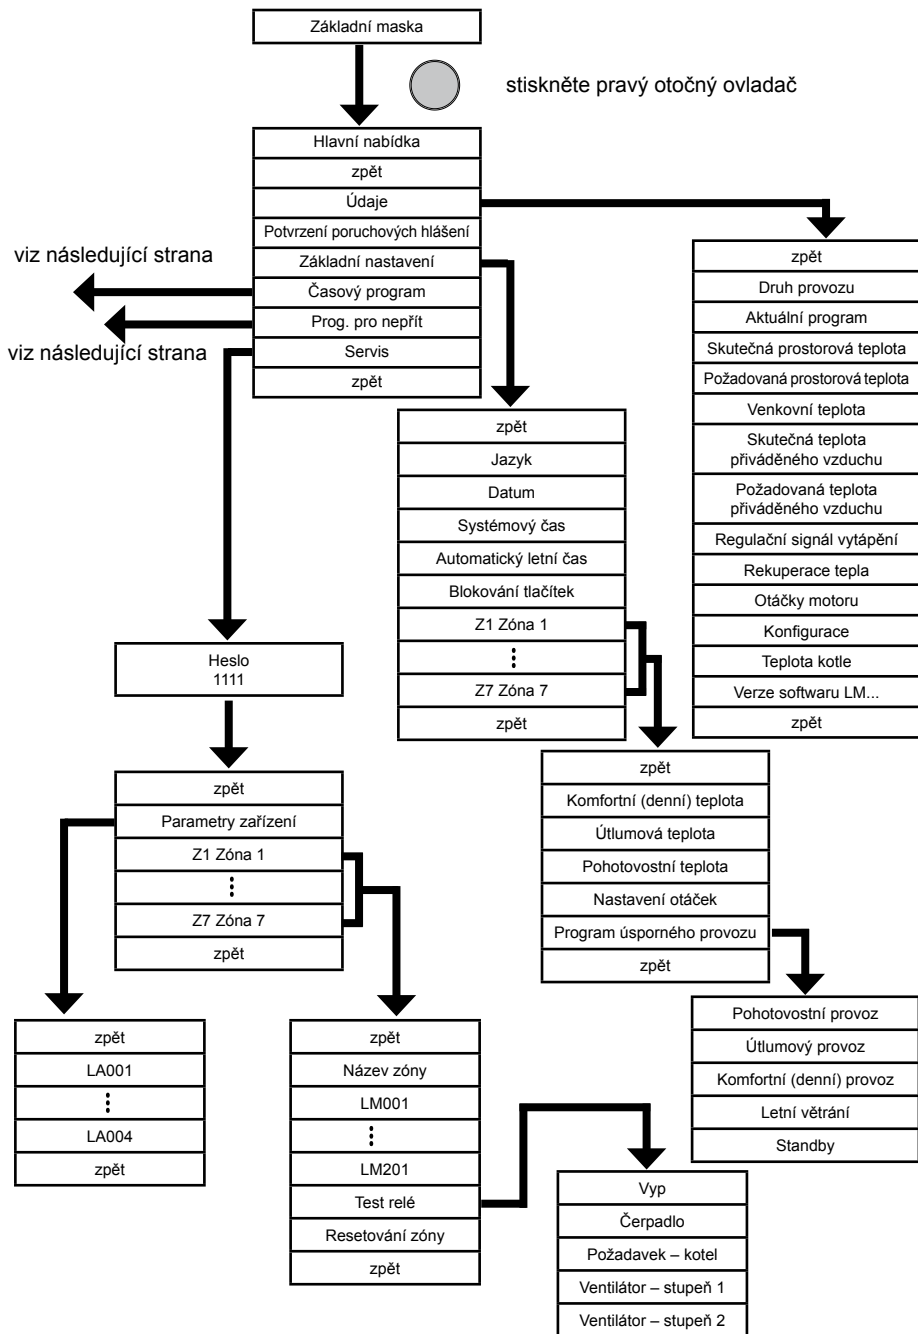 Základní maska
stiskněte pravý otočný ovladač
Hlavní nabídka
zpět
Údaje
Potvrzení poruchových hlášení
Základní nastavení
Časový program
Prog. pro nepřít
Servis
zpět
viz následující strana
viz následující strana
zpět
Druh provozu
Aktuální program
Skutečná prostorová teplota
Požadovaná prostorová teplota
Venkovní teplota
Skutečná teplota
přiváděného vzduchu
Požadovaná teplota
přiváděného vzduchu
Regulační signál vytápění
Rekuperace tepla
Otáčky motoru
Konfigurace
Teplota kotle
Verze softwaru LM...
zpět
zpět
Jazyk
Datum
Systémový čas
Automatický letní čas
Blokování tlačítek
Z1 Zóna 1
Z7 Zóna 7
zpět
Heslo
1111
zpět
Parametry zařízení
Z1 Zóna 1
Z7 Zóna 7
zpět
zpět
Komfortní (denní) teplota
Útlumová teplota
Pohotovostní teplota
Nastavení otáček
Program úsporného provozu
zpět
Pohotovostní provoz
Útlumový provoz
Komfortní (denní) provoz
Letní větrání
Standby
zpět
LA001
LA004
zpět
zpět
Název zóny
LM001
LM201
Test relé
Resetování zóny
zpět
Vyp
Čerpadlo
Požadavek – kotel
Ventilátor – stupeň 1
Ventilátor – stupeň 2